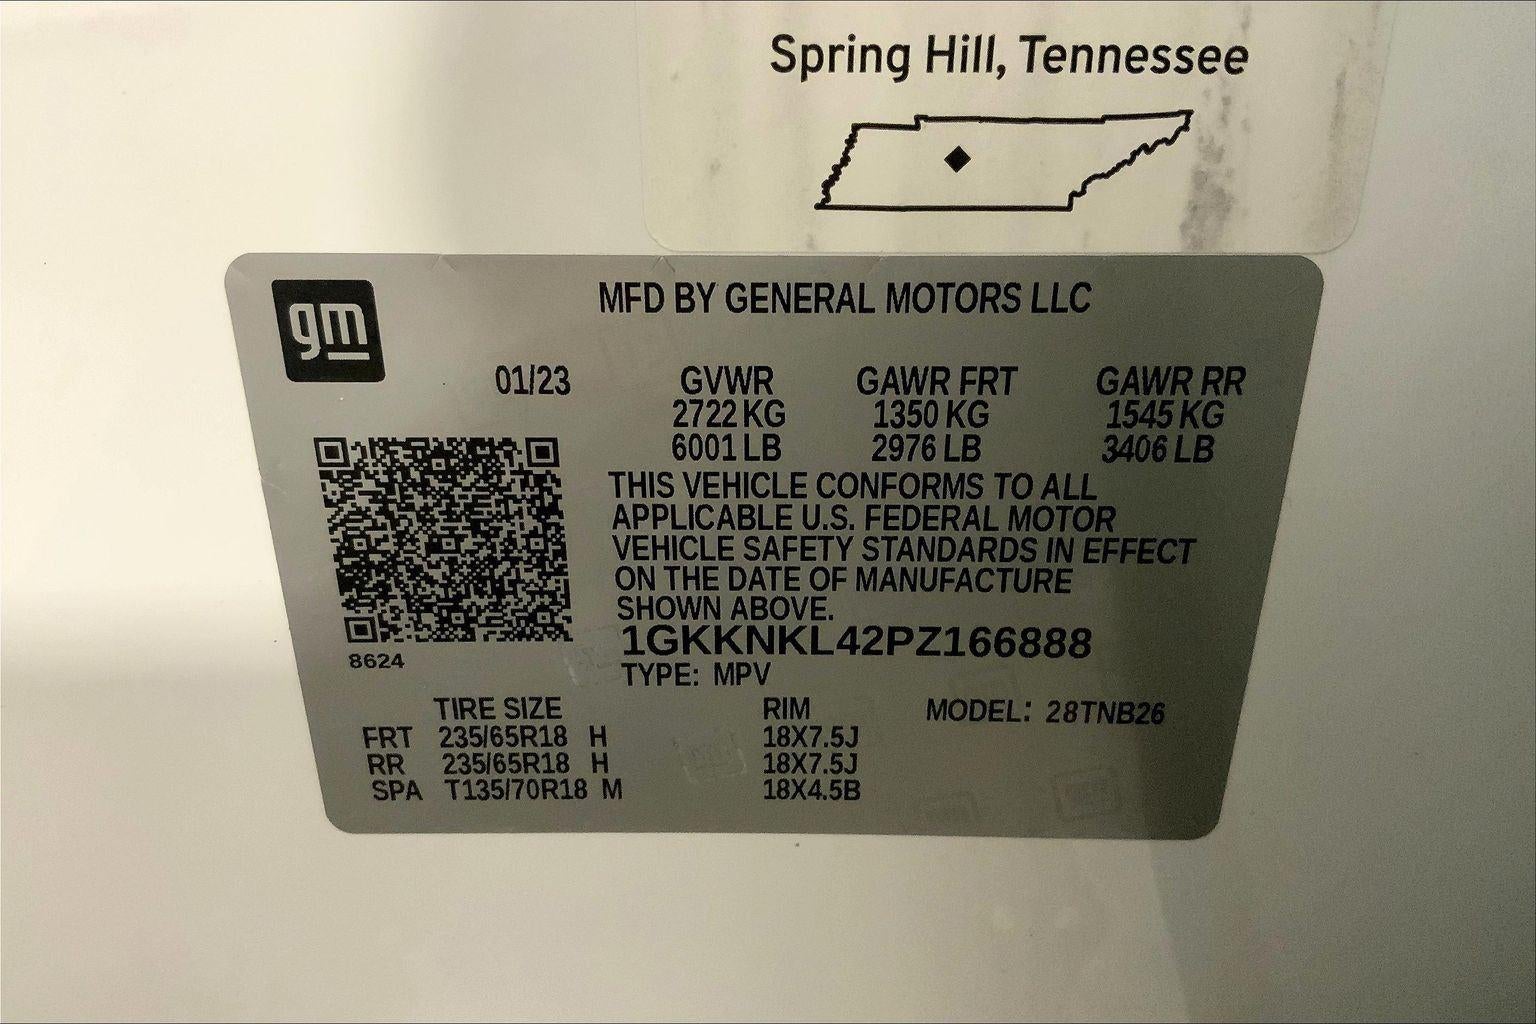 Spring Hill, Tennessee
gm
MFD BY GENERAL MOTORS LLC
01/23 GVWR GAWR FRT GAWR RR
2722 KG 1350 KG 1545 KG
6001 LB 2976 LB 3406 LB
THIS VEHICLE CONFORMS TO ALL
APPLICABLE U.S. FEDERAL MOTOR
VEHICLE SAFETY STANDARDS IN EFFECT
ON THE DATE OF MANUFACTURE
SHOWN ABOVE.
1GKKNKL42PZ166888
8624
TYPE: MPV
TIRE SIZE RIM MODEL: 28TNB26
FRT 235/65R18 H 18X7.5J
RR 235/65R18 H 18X7.5J
SPA T135/70R18 M 18X4.5B